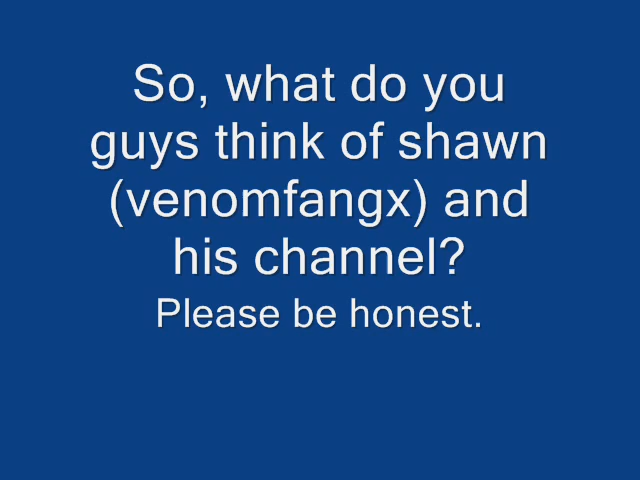 So, what do you
guys think of shawn
(venomfangx) and
his channel?
Please be honest.